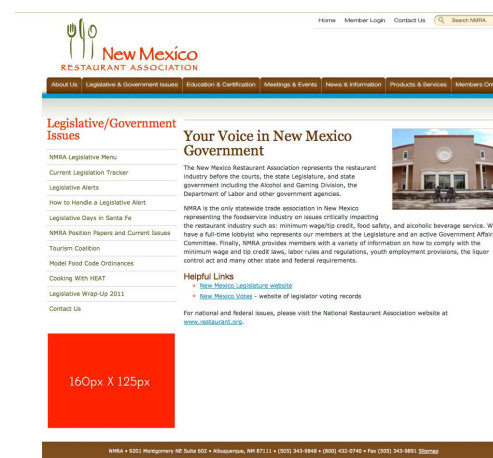 Home Member Login Contact Us Search NMRA
New Mexico
RESTAURANT ASSOCIATION
About Us Legislative & Government Issues Education & Certification Meetings & Events News & Information Products & Services Members On
Legislative/Government
Issues
NMRA Legislative Menu
Current Legislation Tracker
Legislative Alerts
How to Handle a Legislative Alert
Legislative Days in Santa Fe
NMRA Position Papers and Current Issues
Tourism Coalition
Model Food Code Ordinances
Cooking With HEAT
Legislative Wrap-Up 2011
Contact Us
160px X 125px
Your Voice in New Mexico
Government
The New Mexico Restaurant Association represents the restaurant
industry before the courts, the state Legislature, and state
government including the Alcohol and Gaming Division, the
Department of Labor and other government agencies.
NMRA is the only statewide trade association in New Mexico
representing the foodservice industry on issues critically impacting
the restaurant industry such as: minimum wage/tip credit, food safety, and alcoholic beverage service. W
have a full-time lobbyist who represents our members at the Legislature and an active Government Affair
Committee. Finally, NMRA provides members with a variety of information on how to comply with the
minimum wage and tip credit laws, labor rules and regulations, youth employment provisions, the liquor
control act and many other state and federal requirements.
Helpful Links
New Mexico Legislature website
New Mexico Votes - website of legislator voting records
For national and federal issues, please visit the National Restaurant Association website at
www.restaurant.org.
NMRA • 9201 Montgomery NE Suite 602 • Albuquerque, NM 87111 • (505) 343-9848 • (800) 432-0740 • Fax (505) 343-9891 Sitemap